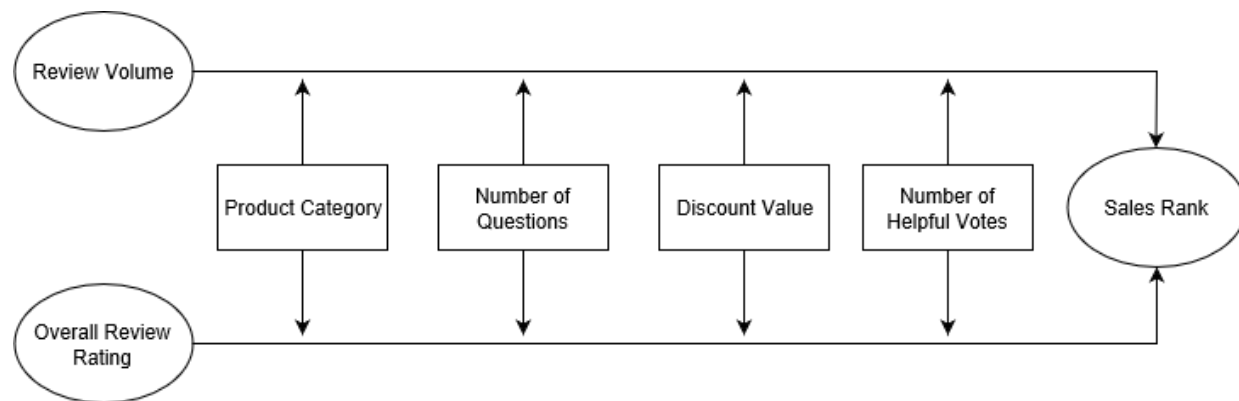 Review Volume
Product Category
Number of
Questions
Discount Value
Number of
Helpful Votes
Sales Rank
Overall Review
Rating